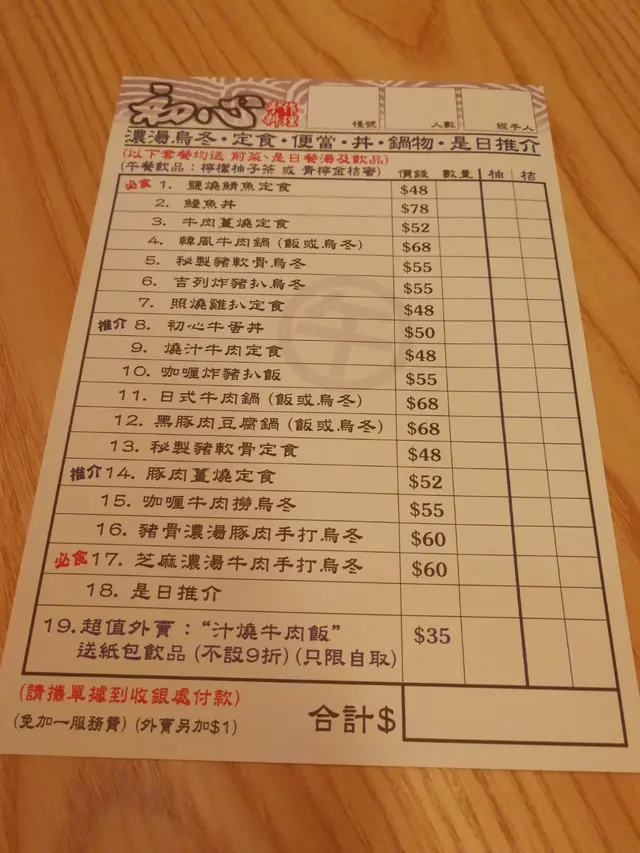 初心
檯號 人數 經手人
濃湯烏冬・定食・便當・丼・鍋物・是日推介
(以下套餐均送 前菜、是日餐湯及飲品)
(午餐飲品：檸檬柚子茶 或 青檸金桔蜜) 價錢 數量 柚 桔
必食 1. 鹽燒鯖魚定食 $48
2. 鰻魚丼 $78
3. 牛肉薑燒定食 $52
4. 韓風牛肉鍋 (飯或烏冬) $68
5. 秘製豬軟骨烏冬 $55
6. 吉列炸豬扒烏冬 $55
7. 照燒雞扒定食 $48
推介 8. 初心牛蛋丼 $50
9. 燒汁牛肉定食 $48
10. 咖喱炸豬扒飯 $55
11. 日式牛肉鍋 (飯或烏冬) $68
12. 黑豚肉豆腐鍋 (飯或烏冬) $68
13. 秘製豬軟骨定食 $48
推介 14. 豚肉薑燒定食 $52
15. 咖喱牛肉撈烏冬 $55
16. 豬骨濃湯豚肉手打烏冬 $60
必食 17. 芝麻濃湯牛肉手打烏冬 $60
18. 是日推介
19. 超值外賣："汁燒牛肉飯" $35
送紙包飲品 (不設9折) (只限自取)
(請攜單據到收銀處付款)
(免加一服務費) (外賣另加$1)
合計$
午